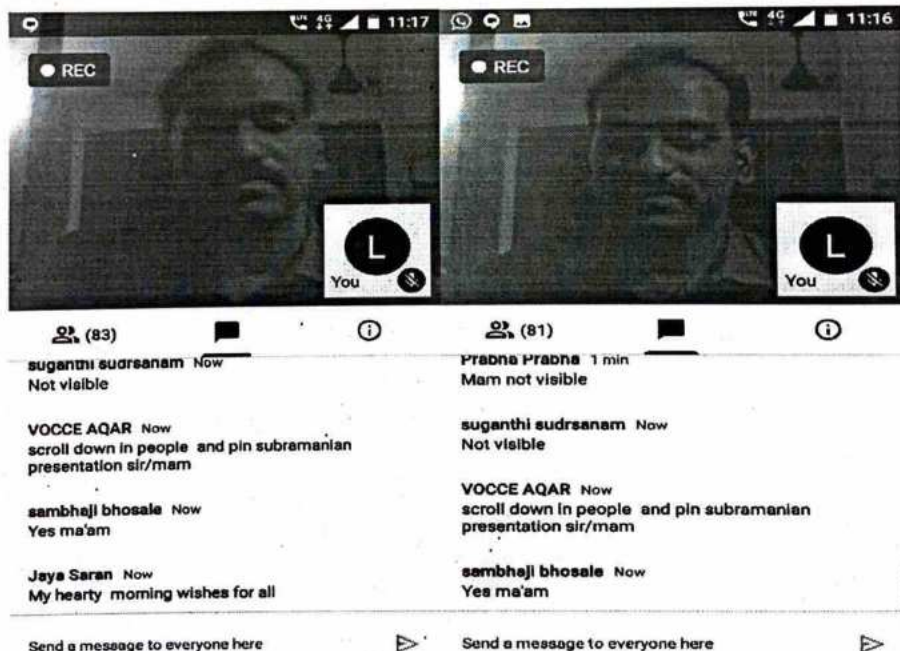 LTE 4G 11:17
REC
L
You
(83)
suganthi sudrsanam Now
Not visible
VOCCE AQAR Now
scroll down in people and pin subramanian
presentation sir/mam
sambhaji bhosale Now
Yes ma'am
Jaya Saran Now
My hearty morning wishes for all
Send a message to everyone here
LTE 4G 11:16
REC
L
You
(81)
Prabha Prabha 1 min
Mam not visible
suganthi sudrsanam Now
Not visible
VOCCE AQAR Now
scroll down in people and pin subramanian
presentation sir/mam
sambhaji bhosale Now
Yes ma'am
Send a message to everyone here